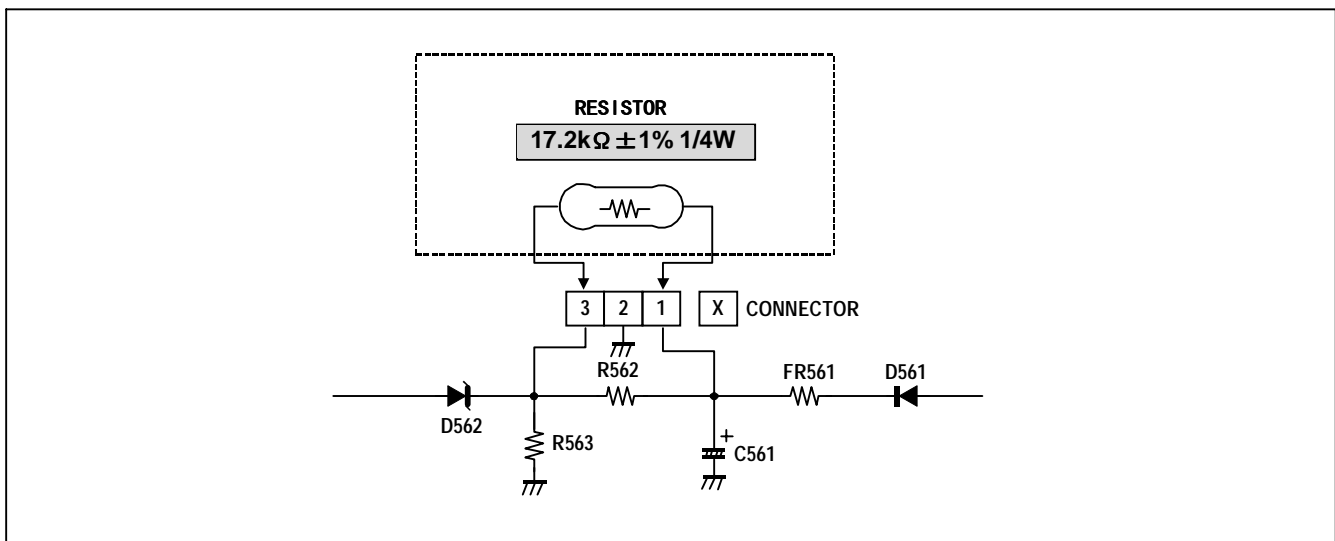 RESISTOR
17.2kΩ ±1% 1/4W
3 2 1 X CONNECTOR
R562 FR561 D561
D562
R563
+
C561